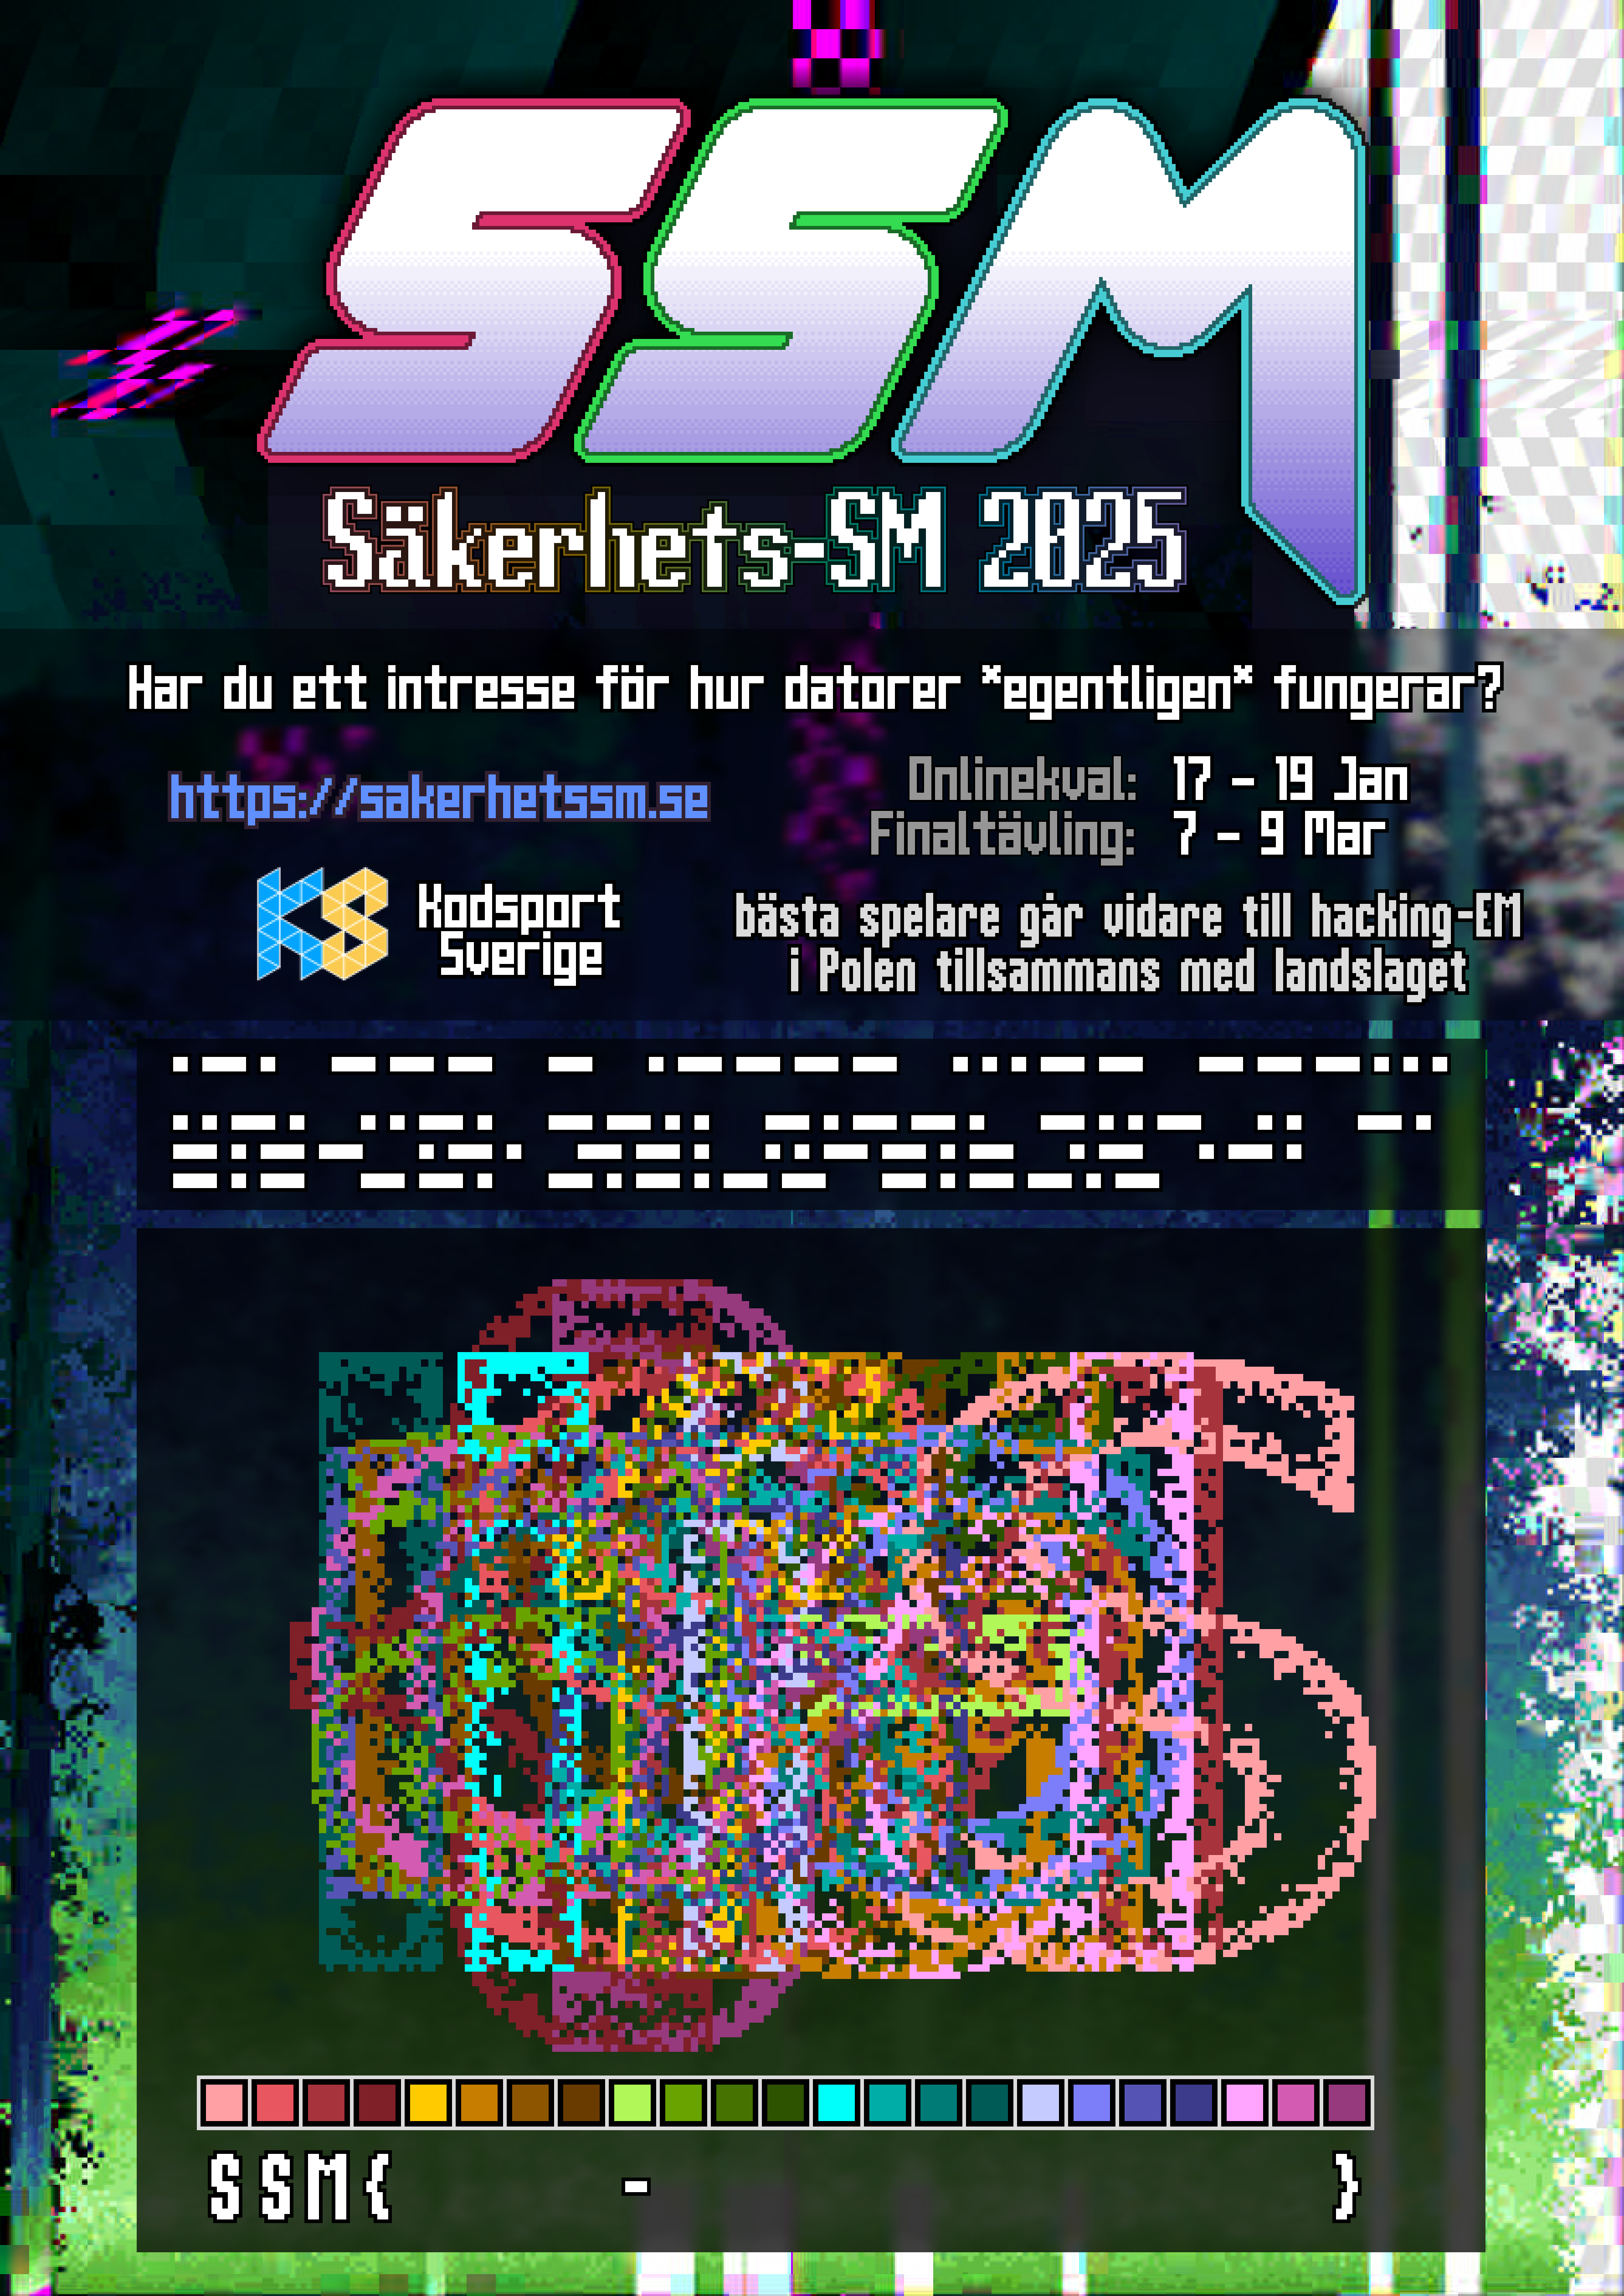 SSM
Säkerhets-SM 2025
Har du ett intresse för hur datorer *egentligen* fungerar?
https://sakerhetssm.se
Onlinekval: 17 - 19 Jan
Finaltävling: 7 - 9 Mar
KS Kodsport
Sverige
bästa spelare går vidare till hacking-EM
i Polen tillsammans med landslaget
SSM{ - }